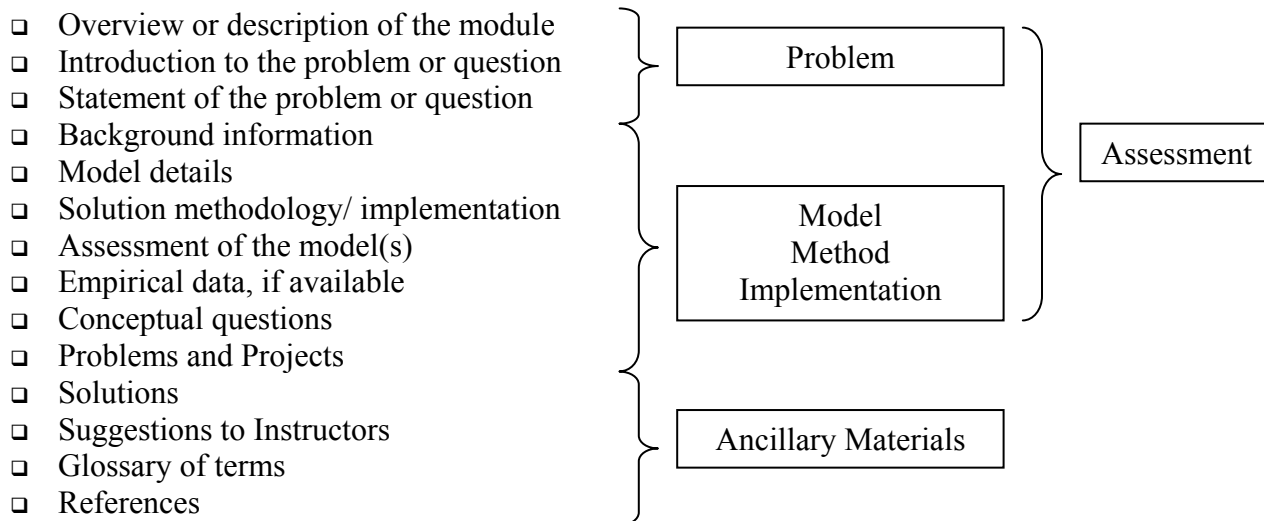 Overview or description of the module
Introduction to the problem or question
Statement of the problem or question
Background information
Model details
Solution methodology/ implementation
Assessment of the model(s)
Empirical data, if available
Conceptual questions
Problems and Projects
Solutions
Suggestions to Instructors
Glossary of terms
References
Problem
Model
Method
Implementation
Ancillary Materials
Assessment